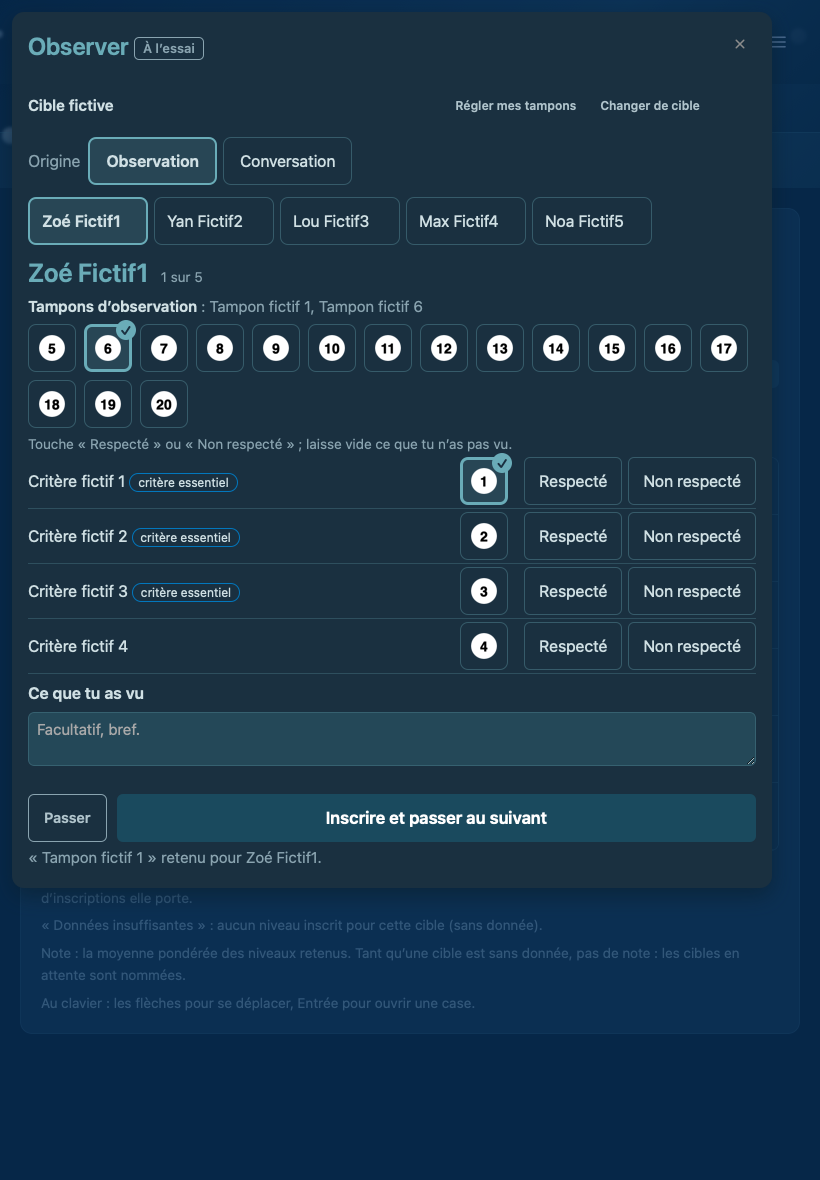 Observer À l’essai
Cible fictive Régler mes tampons Changer de cible
Origine Observation Conversation
Zoé Fictif1 Yan Fictif2 Lou Fictif3 Max Fictif4 Noa Fictif5
Zoé Fictif1 1 sur 5
Tampons d’observation : Tampon fictif 1, Tampon fictif 6
5 6 7 8 9 10 11 12 13 14 15 16 17
18 19 20
Touche « Respecté » ou « Non respecté » ; laisse vide ce que tu n’as pas vu.
Critère fictif 1 critère essentiel 1 Respecté Non respecté
Critère fictif 2 critère essentiel 2 Respecté Non respecté
Critère fictif 3 critère essentiel 3 Respecté Non respecté
Critère fictif 4 4 Respecté Non respecté
Ce que tu as vu
Facultatif, bref.
Passer Inscrire et passer au suivant
« Tampon fictif 1 » retenu pour Zoé Fictif1.
d’inscriptions elle porte.
« Données insuffisantes » : aucun niveau inscrit pour cette cible (sans donnée).
Note : la moyenne pondérée des niveaux retenus. Tant qu’une cible est sans donnée, pas de note : les cibles en
attente sont nommées.
Au clavier : les flèches pour se déplacer, Entrée pour ouvrir une case.